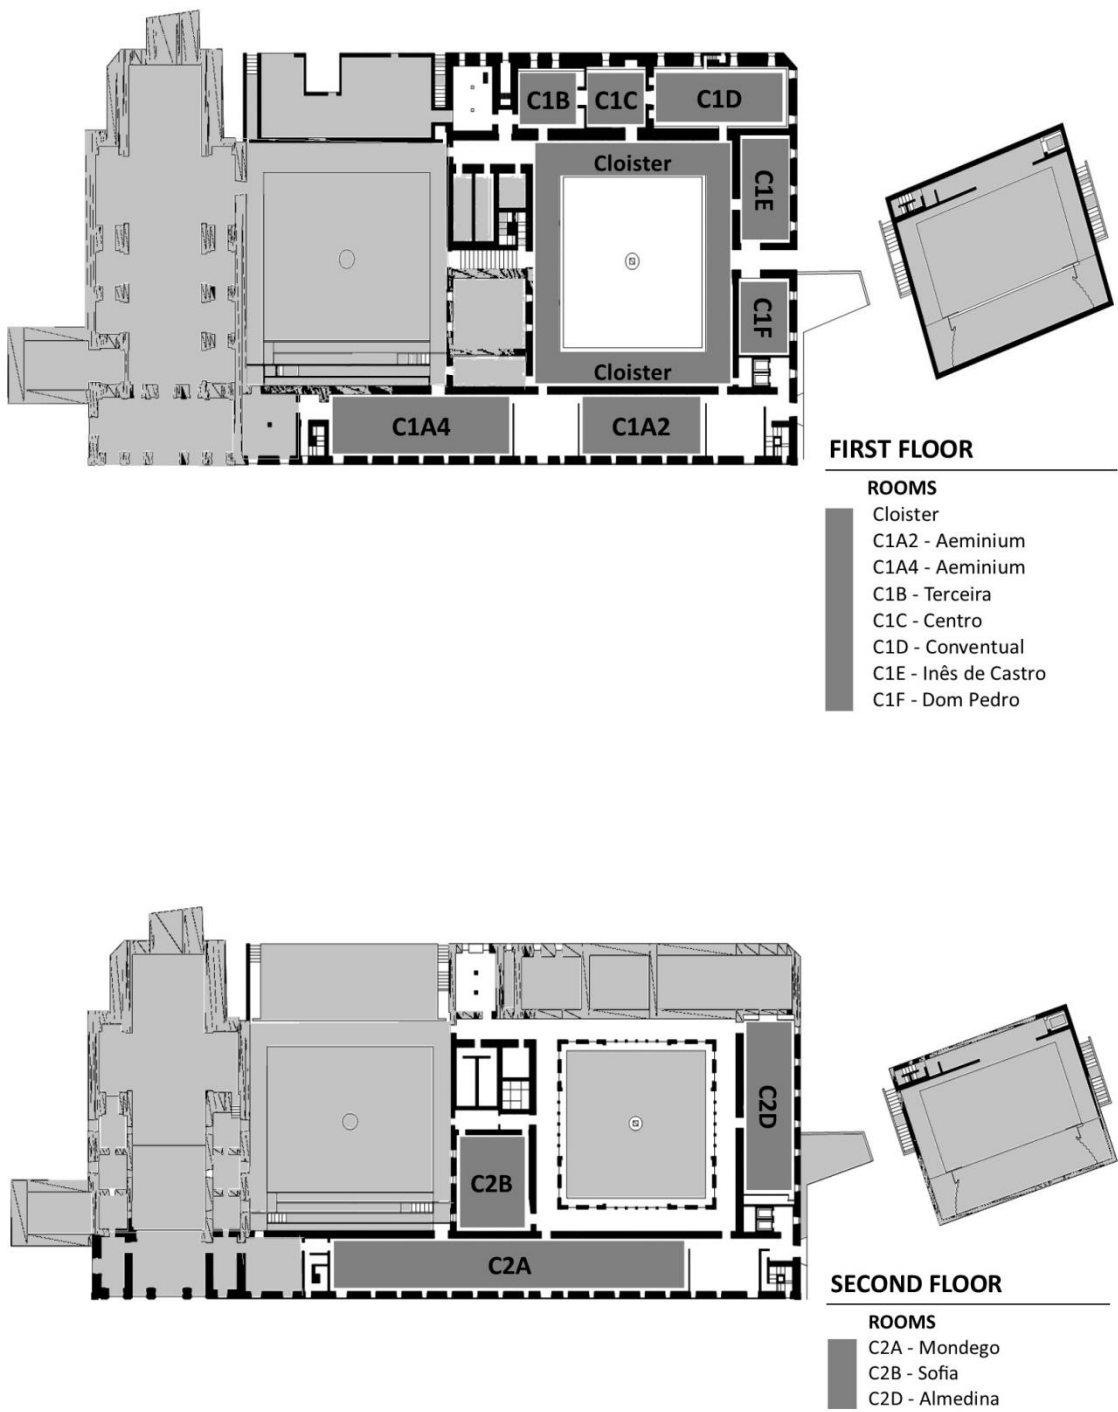 C1B
C1C
C1D
Cloister
C1E
C1F
Cloister
C1A4
C1A2
FIRST FLOOR
ROOMS
Cloister
C1A2 - Aeminium
C1A4 - Aeminium
C1B - Terceira
C1C - Centro
C1D - Conventual
C1E - Inês de Castro
C1F - Dom Pedro
C2D
C2B
C2A
SECOND FLOOR
ROOMS
C2A - Mondego
C2B - Sofia
C2D - Almedina